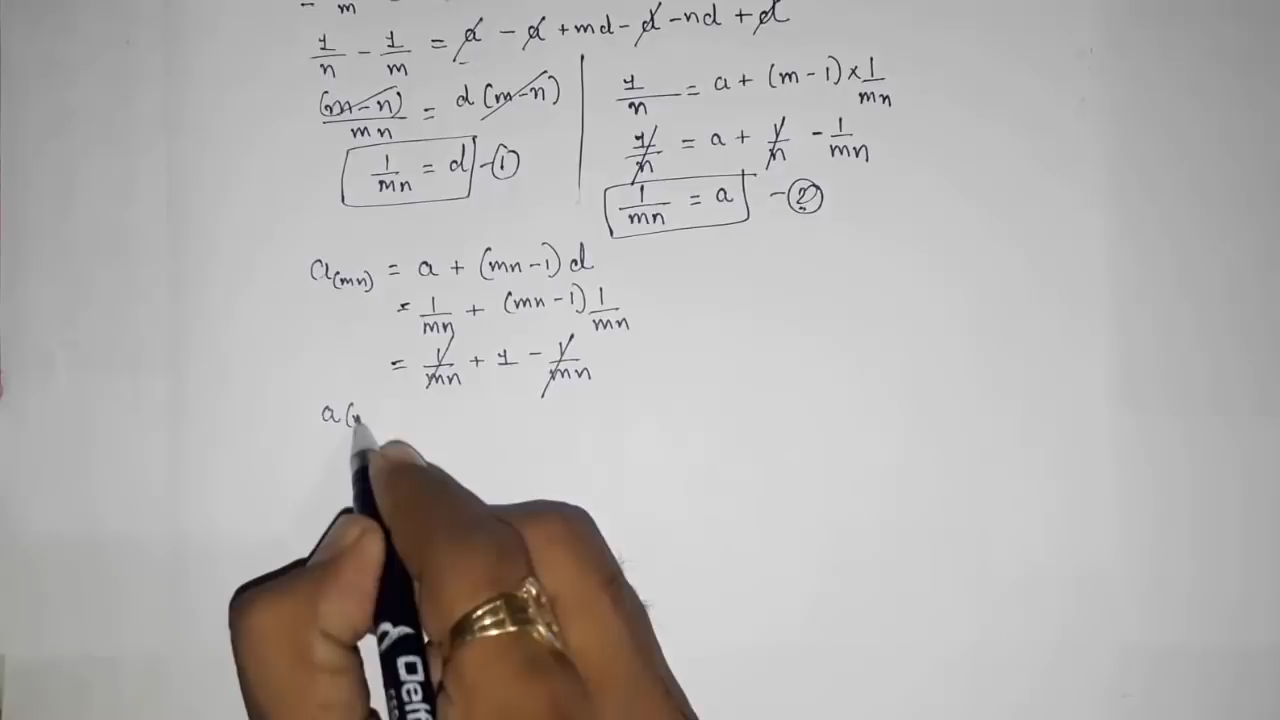 - — m
1/n - 1/m = d - d + md - d - nd + d
(m-n)/mn = d(m-n)
1/mn = d -①
1/n = a + (m-1)×1/mn
1/n = a + 1/n - 1/mn
1/mn = a -②
a(mn) = a + (mn-1)d
= 1/mn + (mn-1) 1/mn
= 1/mn + 1 - 1/mn
a(
Delf